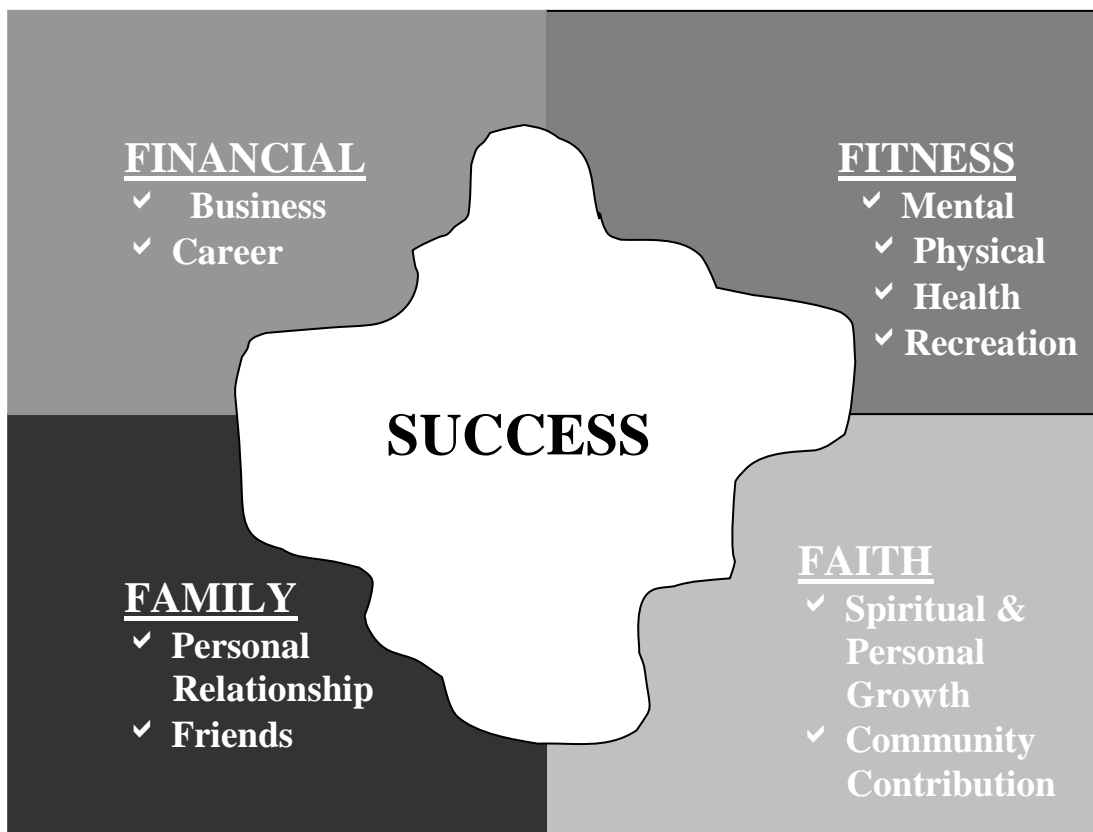 FINANCIAL
✓ Business
✓ Career
FITNESS
✓ Mental
✓ Physical
✓ Health
✓ Recreation
SUCCESS
FAMILY
✓ Personal
Relationship
✓ Friends
FAITH
✓ Spiritual &
Personal
Growth
✓ Community
Contribution